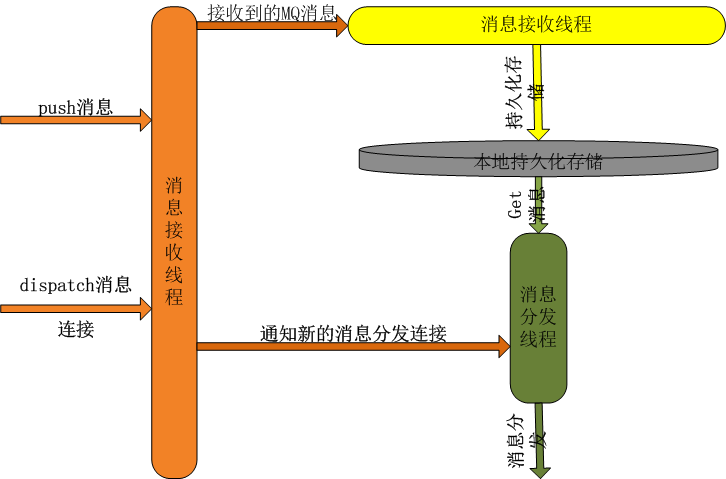 接收到的MQ消息
消息接收线程
push消息
持久化存
储
本地持久化存储
消
息
接
收
线
程
Get
消息
dispatch消息
连接
消息
分发
线程
通知新的消息分发连接
消息分
发